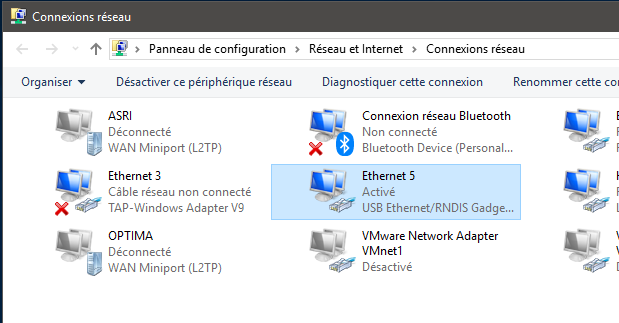 Connexions réseau
Panneau de configuration > Réseau et Internet > Connexions réseau
Organiser Désactiver ce périphérique réseau Diagnostiquer cette connexion Renommer cette co
ASRI
Déconnecté
WAN Miniport (L2TP)
Connexion réseau Bluetooth
Non connecté
Bluetooth Device (Personal...
Ethernet 3
Câble réseau non connecté
TAP-Windows Adapter V9
Ethernet 5
Activé
USB Ethernet/RNDIS Gadge...
OPTIMA
Déconnecté
WAN Miniport (L2TP)
VMware Network Adapter
VMnet1
Désactivé